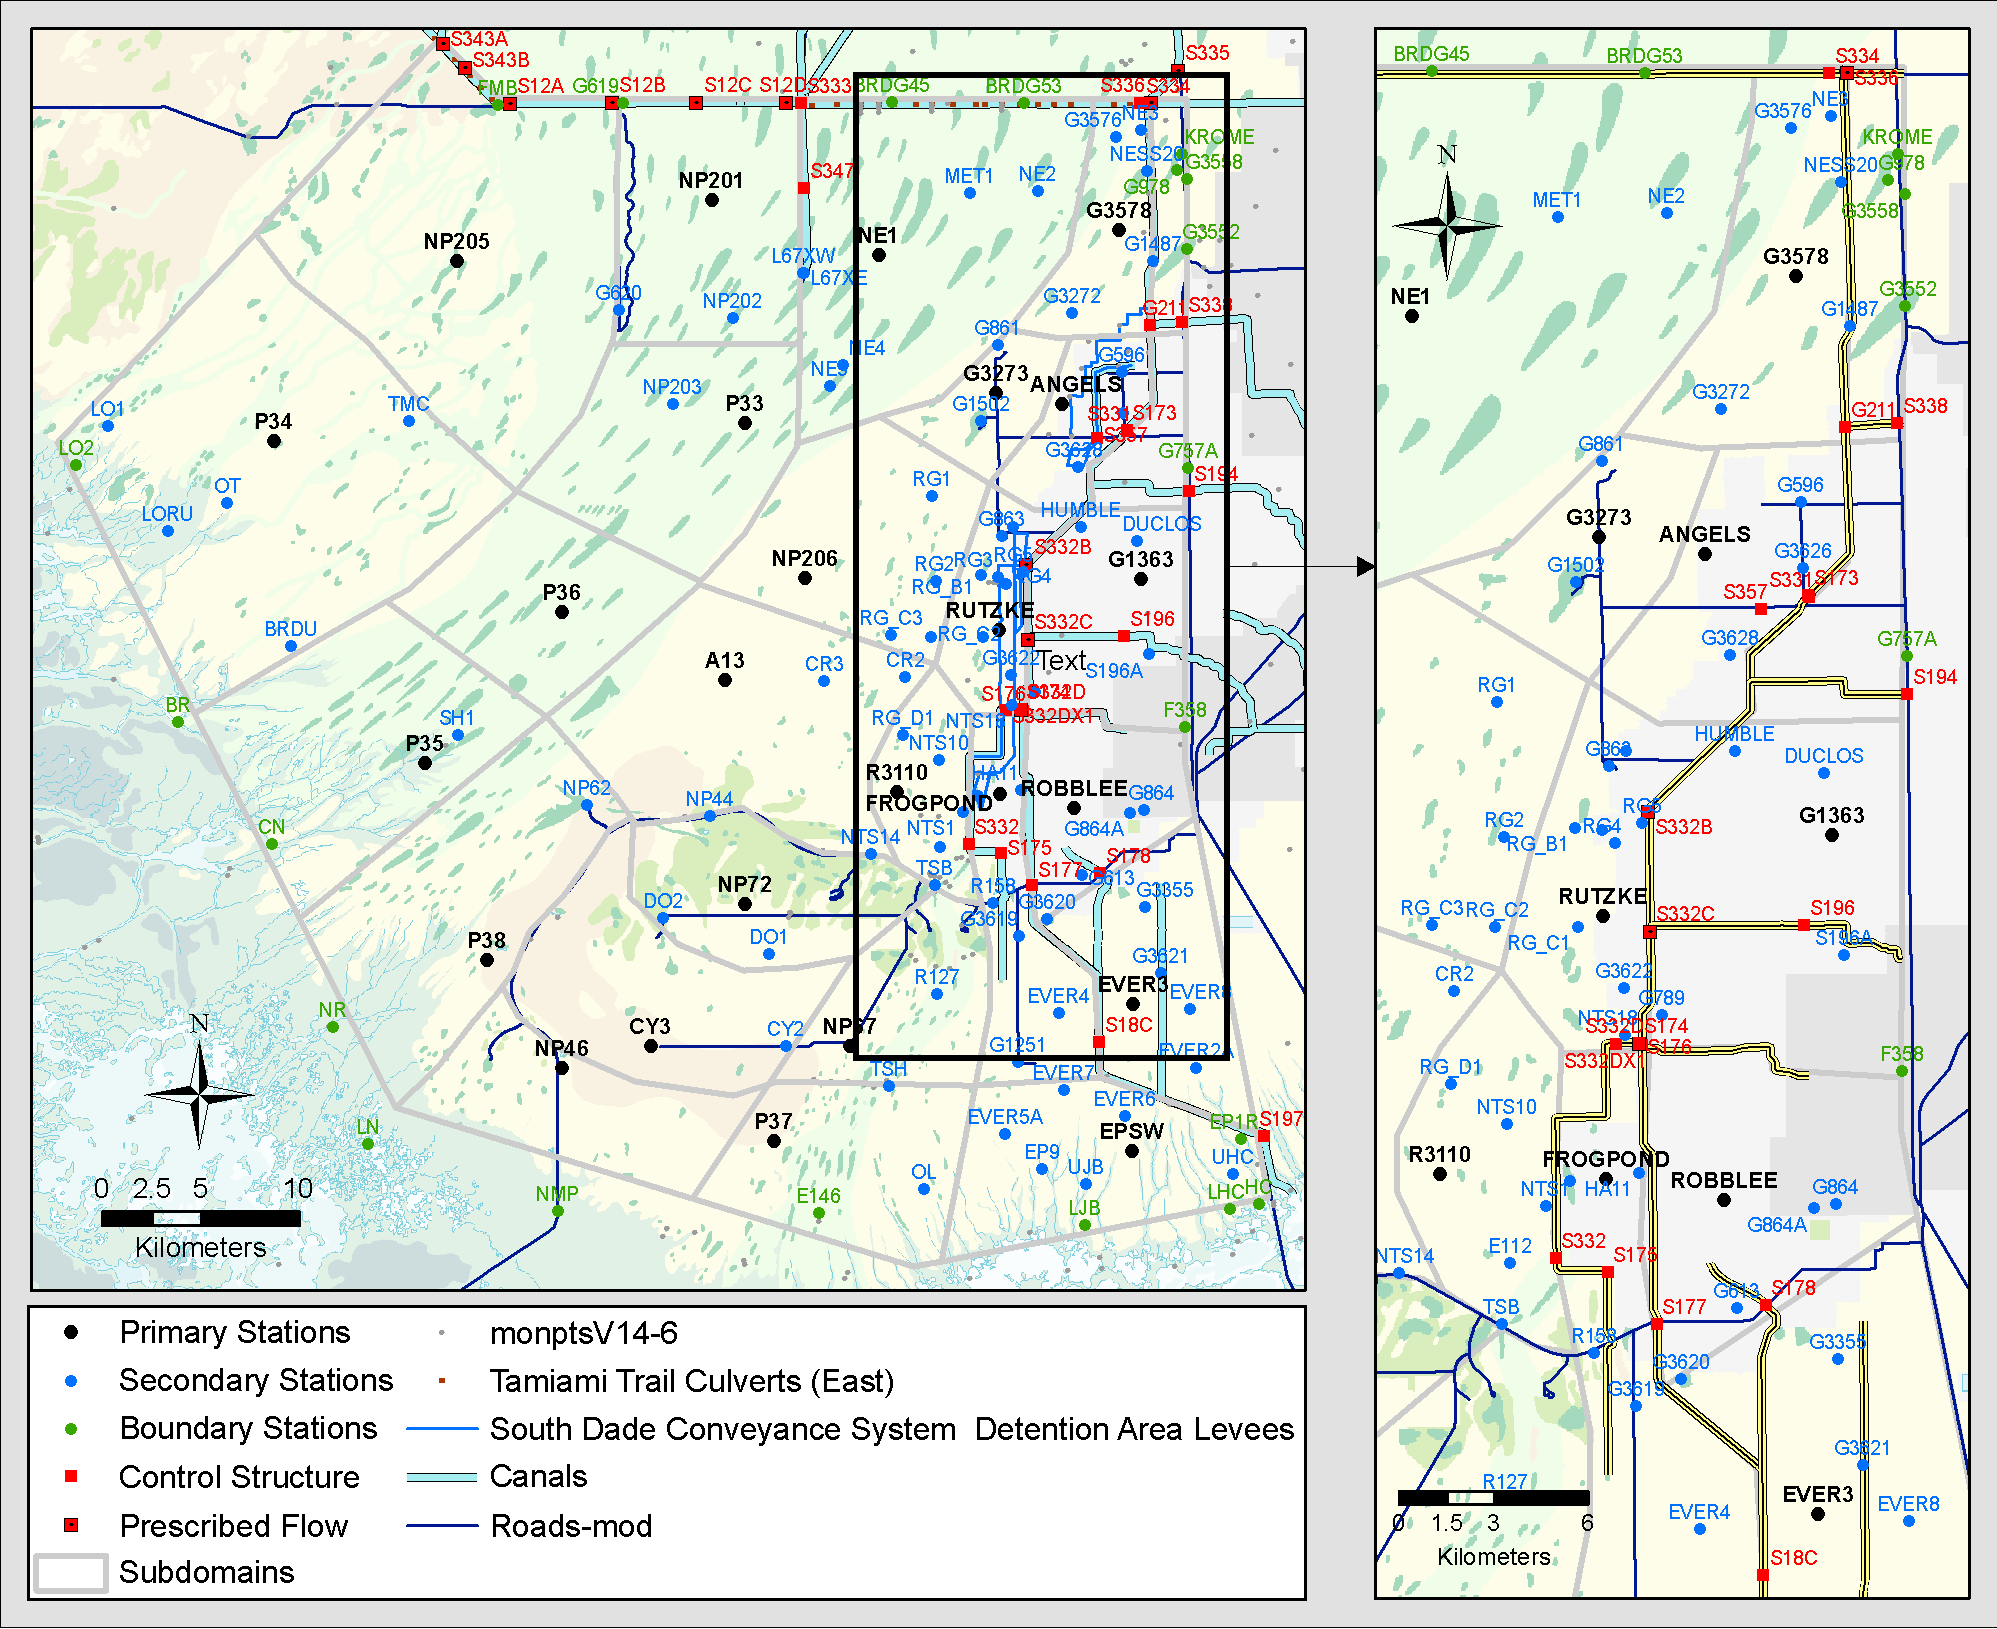 S343A
S343B
S335
FMB
S12A
G619
S12B
S12C
S12D
S333
BRDG45
BRDG53
S336
S334
G3576
NE3
KROME
NESS20
G3558
G978
NP201
S347
MET1
NE2
G3578
NP205
NE1
G3552
G1487
L67XW
L67XE
G620
NP202
G3272
G211
S338
G861
NE4
NE5
G596
G3273
ANGELS
NP203
P33
LO1
P34
TMC
G1502
S331
S173
S357
LO2
G3628
G757A
S194
OT
RG1
LORU
HUMBLE
G863
DUCLOS
S332B
NP206
RG2
RG3
RG5
RG4
G1363
RG_B1
P36
RUTZKE
RG_C3
RG_C2
S332C
S196
BRDU
A13
CR3
CR2
G3622
Text
S196A
BR
S176
S174
S332D
SH1
RG_D1
NTS18
S332DX1
F358
P35
NTS10
R3110
HA11
NP62
NP44
FROGPOND
ROBBLEE
G864
CN
NTS14
NTS1
S332
S175
G864A
NP72
TSB
S177
S178
G613
DO2
R158
G3620
G3355
G3619
P38
DO1
R127
G3621
NR
EVER4
EVER3
EVER8
N
CY3
CY2
NP67
S18C
NP46
G1251
EVER2A
TSH
EVER7
LN
P37
EVER5A
EVER6
EPSW
EP1R
S197
EP9
UJB
UHC
OL
NMP
E146
LJB
LHC
HC
0 2.5 5 10
Kilometers
BRDG45
BRDG53
S334
S336
G3576
NE3
KROME
N
NESS20
G978
MET1
NE2
G3558
G3578
NE1
G3552
G1487
G3272
G211
S338
G861
G596
G3273
ANGELS
G1502
G3626
S331
S173
S357
G3628
G757A
S194
RG1
HUMBLE
G863
DUCLOS
RG5
RG2
RG4
S332B
RG_B1
G1363
RUTZKE
RG_C3
RG_C2
S332C
S196
RG_C1
S196A
CR2
G3622
G789
NTS18
S332D
S174
S332DX1
S176
RG_D1
F358
NTS10
R3110
FROGPOND
ROBBLEE
NTS1
HA11
G864
G864A
NTS14
E112
S332
S175
TSB
G613
S178
S177
R158
G3355
G3620
G3619
G3621
R127
EVER4
EVER3
EVER8
0 1.5 3 6
Kilometers
S18C
Primary Stations
Secondary Stations
Boundary Stations
Control Structure
Prescribed Flow
Subdomains
monptsV14-6
Tamiami Trail Culverts (East)
South Dade Conveyance System Detention Area Levees
Canals
Roads-mod